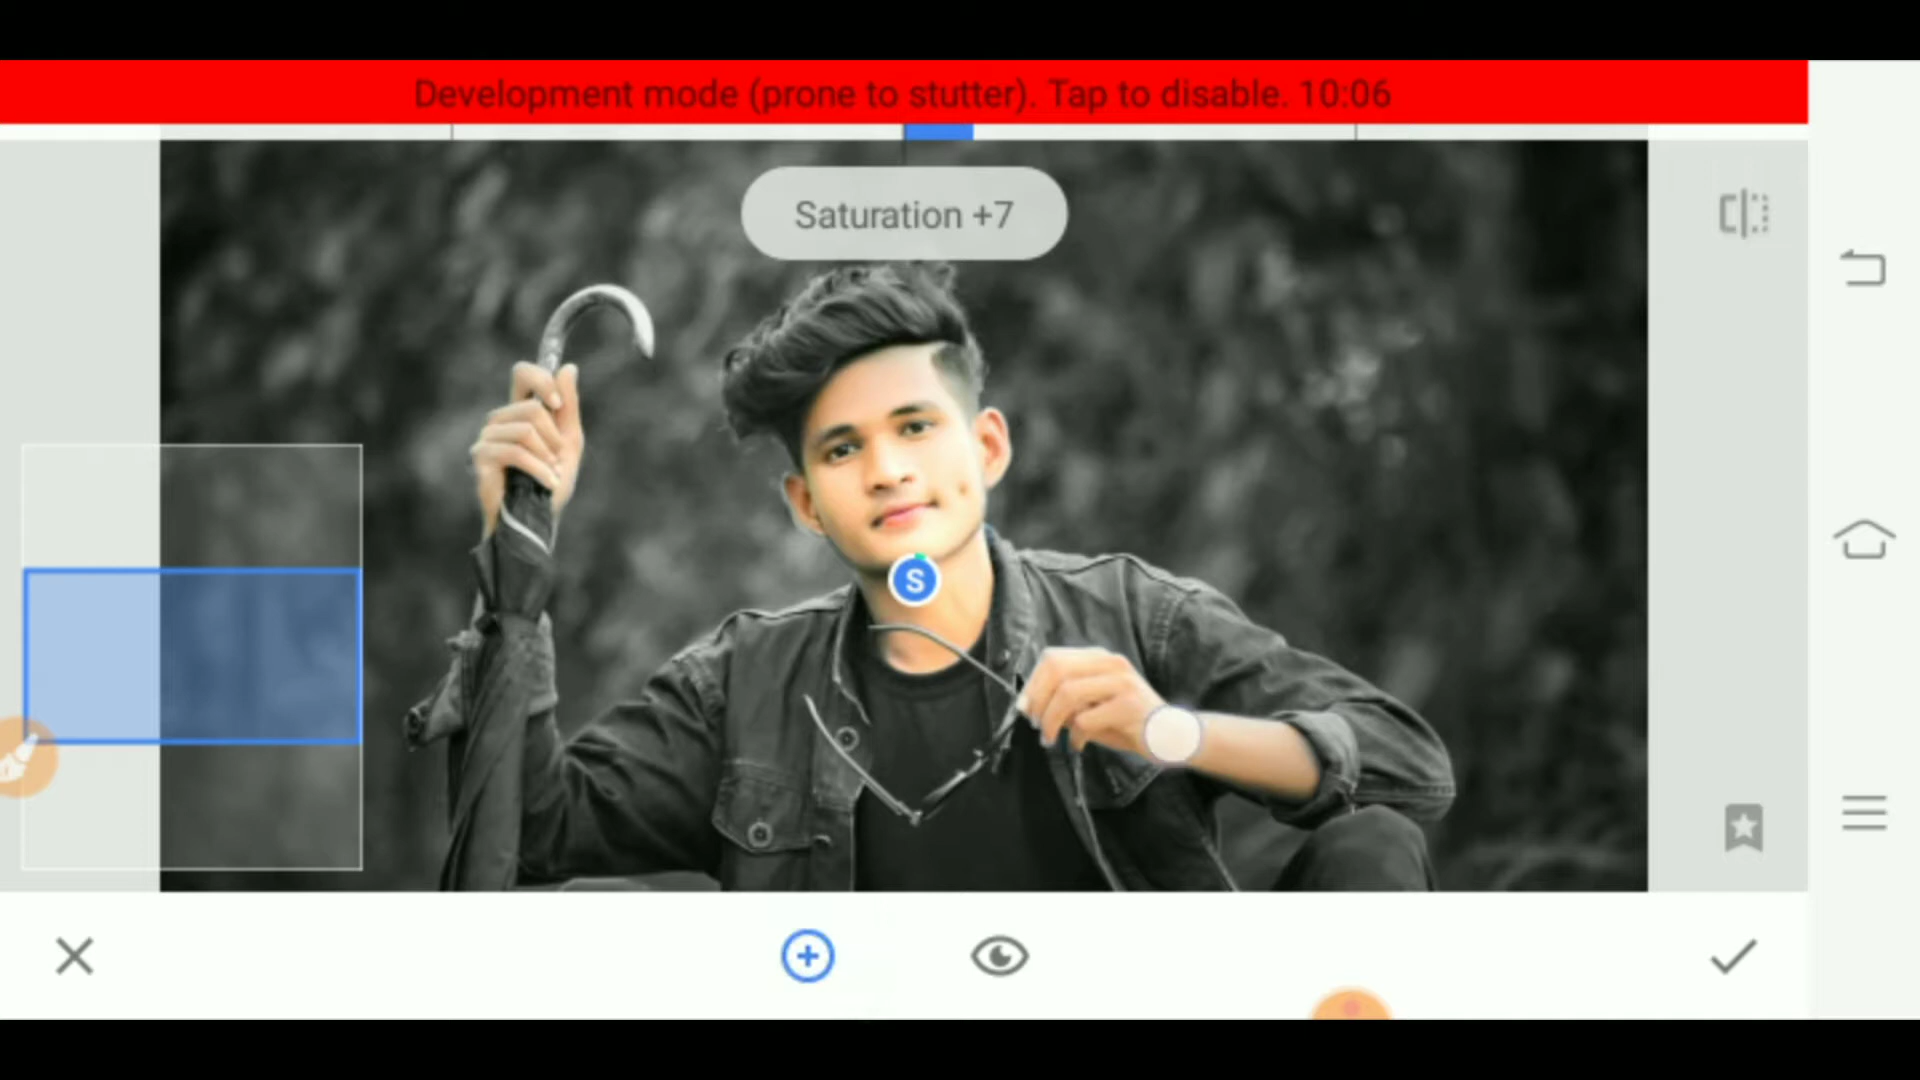 Development mode (prone to stutter). Tap to disable. 10:06
Saturation +7
S